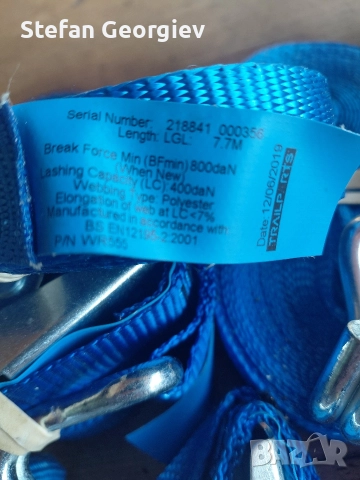 Stefan Georgiev
Serial Number: 218841_000356
Length: LGL: 7.7M
Break Force Min (BFmin) 800daN
(When New)
Lashing Capacity (LC) 400daN
Webbing Type: Polyester
Elongation of web at LC <7%
Manufactured in accordance with
BS EN12195-2:2001
P/N WR555
Date 12/06/2019
BAZAR